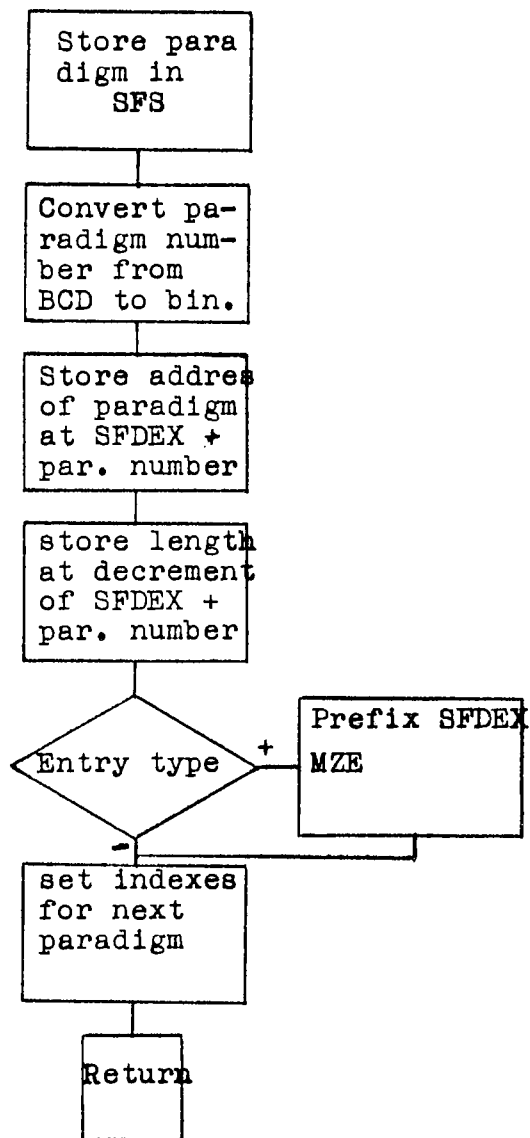 Store para
digm in
SFS
Convert pa-
radigm num-
ber from
BCD to bin.
Store addres
of paradigm
at SFDEX +
par. number
store length
at decrement
of SFDEX +
par. number
Entry type
+
Prefix SFDEX
MZE
-
set indexes
for next
paradigm
Return